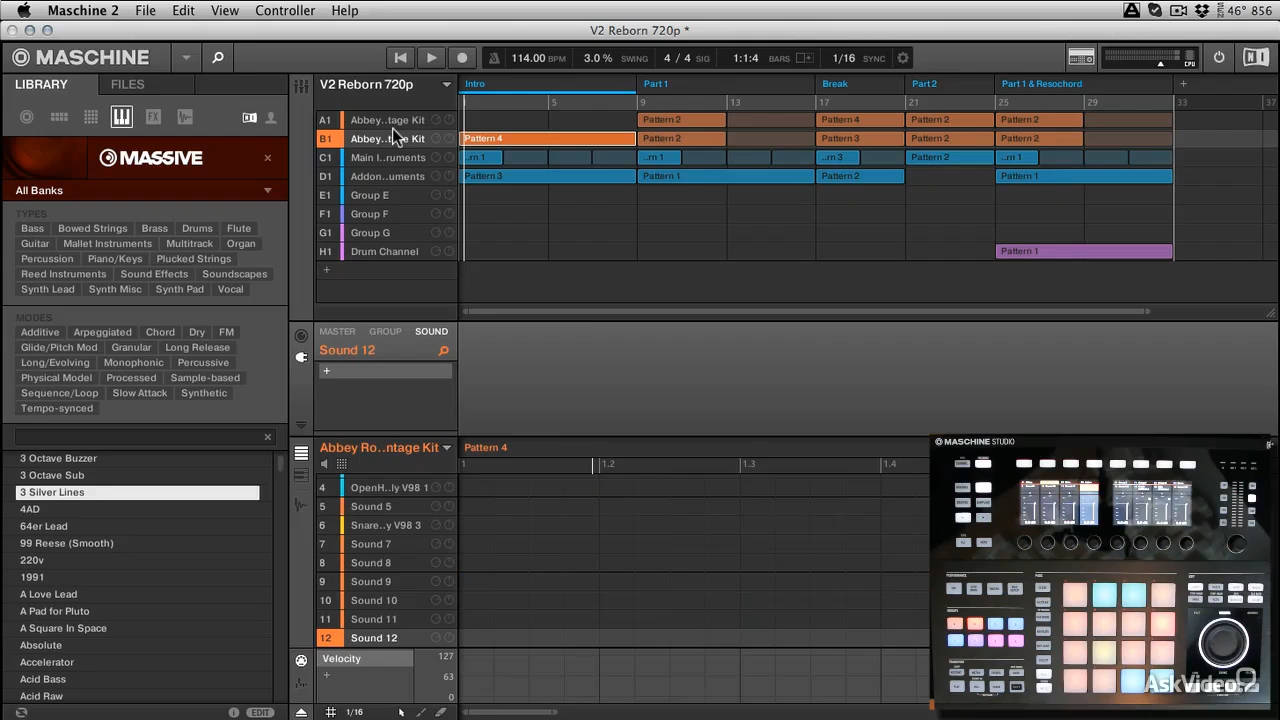 Maschine 2 File Edit View Controller Help 46° 856
V2 Reborn 720p *
MASCHINE 114.00 BPM 3.0 % SWING 4 / 4 SIG 1:1:4 BARS 1/16 SYNC CPU
LIBRARY FILES
V2 Reborn 720p
Intro Part 1 Break Part 2 Part 1 & Resochord +
1 5 9 13 17 21 25 29 33 37
A1 Abbey..tage Kit Pattern 2 Pattern 4 Pattern 2 Pattern 2
B1 Abbey..t Kit Pattern 4 Pattern 2 Pattern 3 Pattern 2 Pattern 2
C1 Main I..ruments ..rn 1 ..rn 1 ..rn 3 Pattern 2 ..rn 1
D1 Addon..uments Pattern 3 Pattern 1 Pattern 2 Pattern 1
E1 Group E
F1 Group F
G1 Group G
H1 Drum Channel Pattern 1
+
MASSIVE
All Banks
TYPES
Bass Bowed Strings Brass Drums Flute
Guitar Mallet Instruments Multitrack Organ
Percussion Piano/Keys Plucked Strings
Reed Instruments Sound Effects Soundscapes
Synth Lead Synth Misc Synth Pad Vocal
MODES
Additive Arpeggiated Chord Dry FM
Glide/Pitch Mod Granular Long Release
Long/Evolving Monophonic Percussive
Physical Model Processed Sample-based
Sequence/Loop Slow Attack Synthetic
Tempo-synced
3 Octave Buzzer
3 Octave Sub
3 Silver Lines
4AD
64er Lead
99 Reese (Smooth)
220v
1991
A Love Lead
A Pad for Pluto
A Square In Space
Absolute
Accelerator
Acid Bass
Acid Raw
EDIT
MASTER GROUP SOUND
Sound 12
+
Abbey Ro..ntage Kit Pattern 4
1 1.2 1.3 1.4
4 OpenH..ly V98 1
5 Sound 5
6 Snare..y V98 3
7 Sound 7
8 Sound 8
9 Sound 9
10 Sound 10
11 Sound 11
12 Sound 12
Velocity 127
+ 63
0
1/16
MASCHINE STUDIO
AskVideo